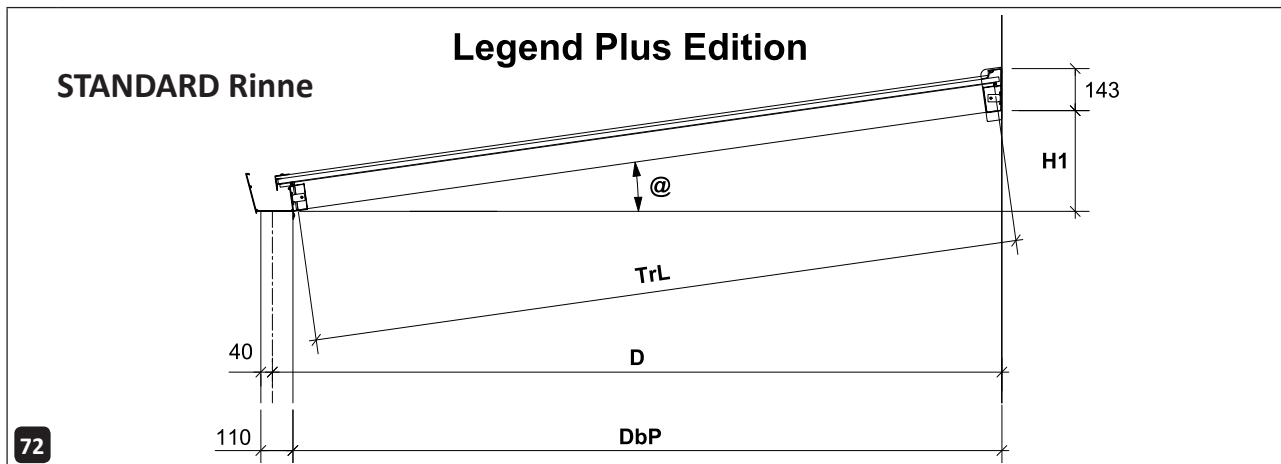 Legend Plus Edition
STANDARD Rinne
143
H1
@
TrL
40
D
110
DbP
72